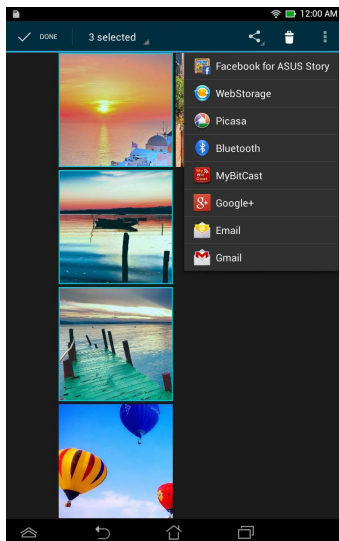 12:00 AM
DONE
3 selected
Facebook for ASUS Story
WebStorage
Picasa
Bluetooth
MyBitCast
Google+
Email
Gmail